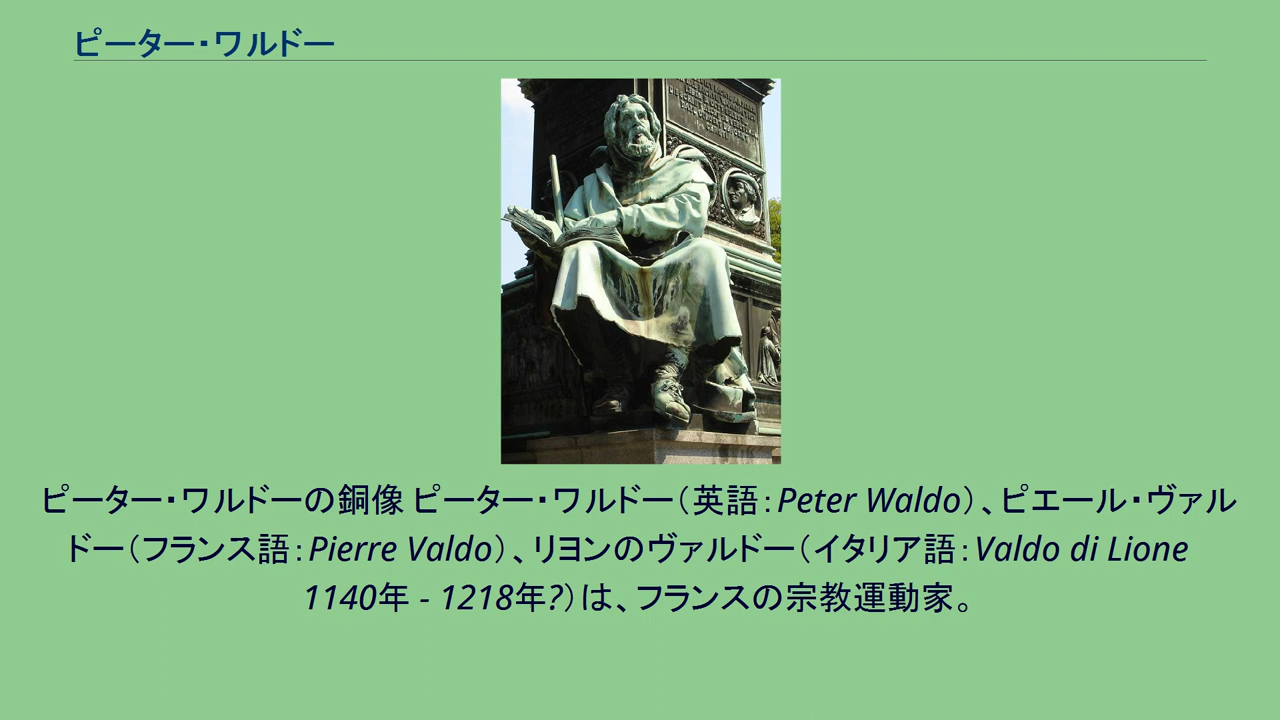 ピーター・ワルドー
ピーター・ワルドーの銅像 ピーター・ワルドー（英語：Peter Waldo）、ピエール・ヴァル
ドー（フランス語：Pierre Valdo）、リヨンのヴァルドー（イタリア語：Valdo di Lione
1140年 - 1218年?）は、フランスの宗教運動家。